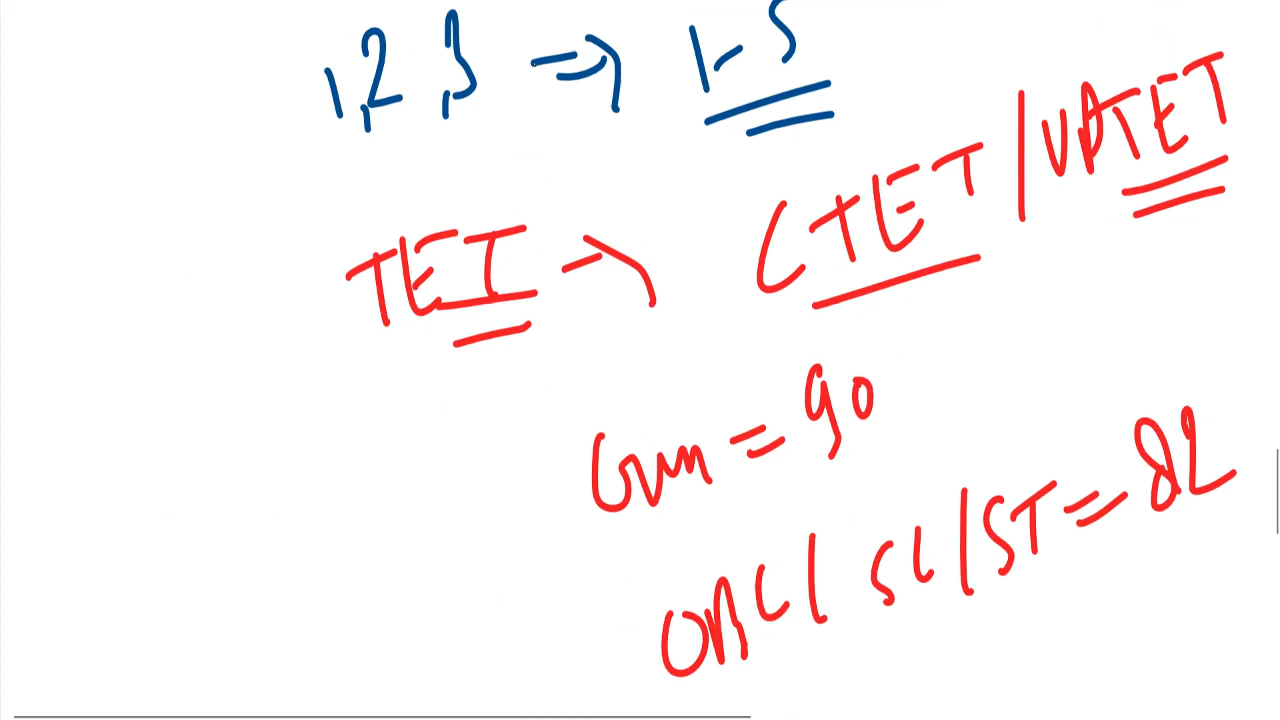 1,2,3 => 1-5
TET → CTET/UPTET
Gen = 90
OBC/SC/ST = 82